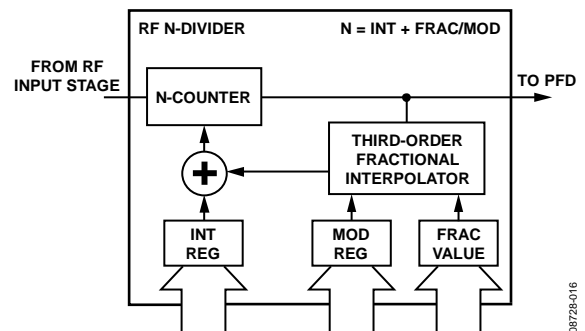 RF N-DIVIDER
N = INT + FRAC/MOD
FROM RF
INPUT STAGE
N-COUNTER
TO PFD
THIRD-ORDER
FRACTIONAL
INTERPOLATOR
+
INT
REG
MOD
REG
FRAC
VALUE
08728-016